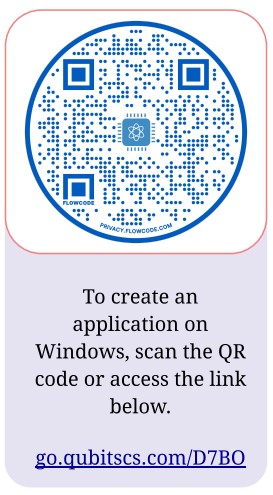 FLOWCODE
PRIVACY.FLOWCODE.COM
To create an
application on
Windows, scan the QR
code or access the link
below.
go.qubitscs.com/D7BO